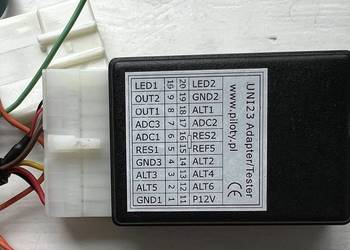 UNI23 Adapter/Tester
www.piloty.pl
CE
LED1 10 20 LED2
OUT2 9 19 GND2
OUT1 8 18 ALT1
ADC3 7 17 ADC2
ADC1 6 16 RES2
RES1 5 15 REF5
GND3 4 14 ALT2
ALT3 3 13 ALT4
ALT5 2 12 ALT6
GND1 1 11 P12V